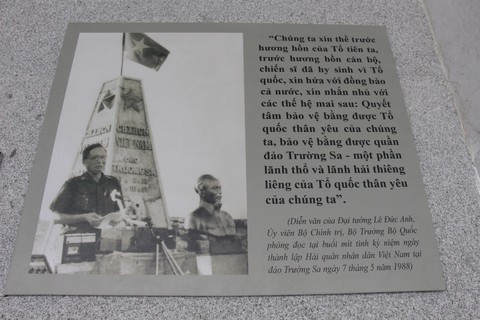 “Chúng ta xin thề trước
hương hồn của Tổ tiên ta,
trước hương hồn cán bộ,
chiến sĩ đã hy sinh vì Tổ
quốc, xin hứa với đồng bào
cả nước, xin nhắn nhủ với
các thế hệ mai sau: Quyết
tâm bảo vệ bằng được Tổ
quốc thân yêu của chúng
ta, bảo vệ bằng được quần
đảo Trường Sa - một phần
lãnh thổ và lãnh hải thiêng
liêng của Tổ quốc thân yêu
của chúng ta”.
(Diễn văn của Đại tướng Lê Đức Anh,
Ủy viên Bộ Chính trị, Bộ Trưởng Bộ Quốc
phòng đọc tại buổi mít tinh kỷ niệm ngày
thành lập Hải quân nhân dân Việt Nam tại
đảo Trường Sa ngày 7 tháng 5 năm 1988)